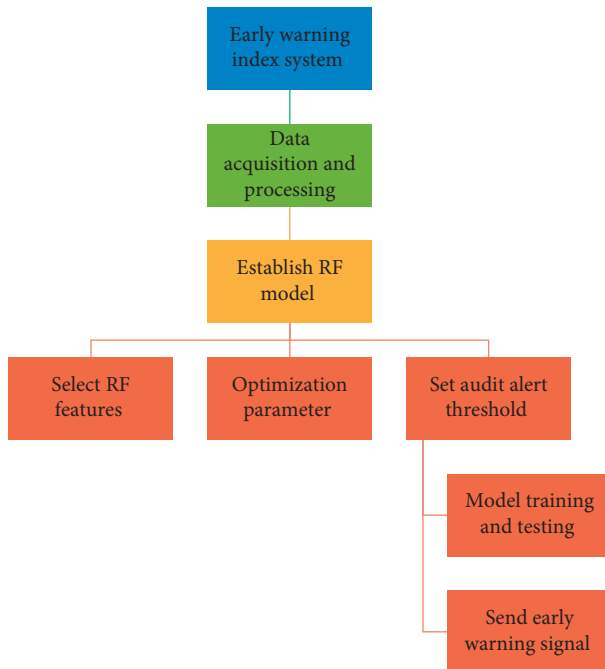 Early warning
index system
Data
acquisition and
processing
Establish RF
model
Select RF
features
Optimization
parameter
Set audit alert
threshold
Model training
and testing
Send early
warning signal